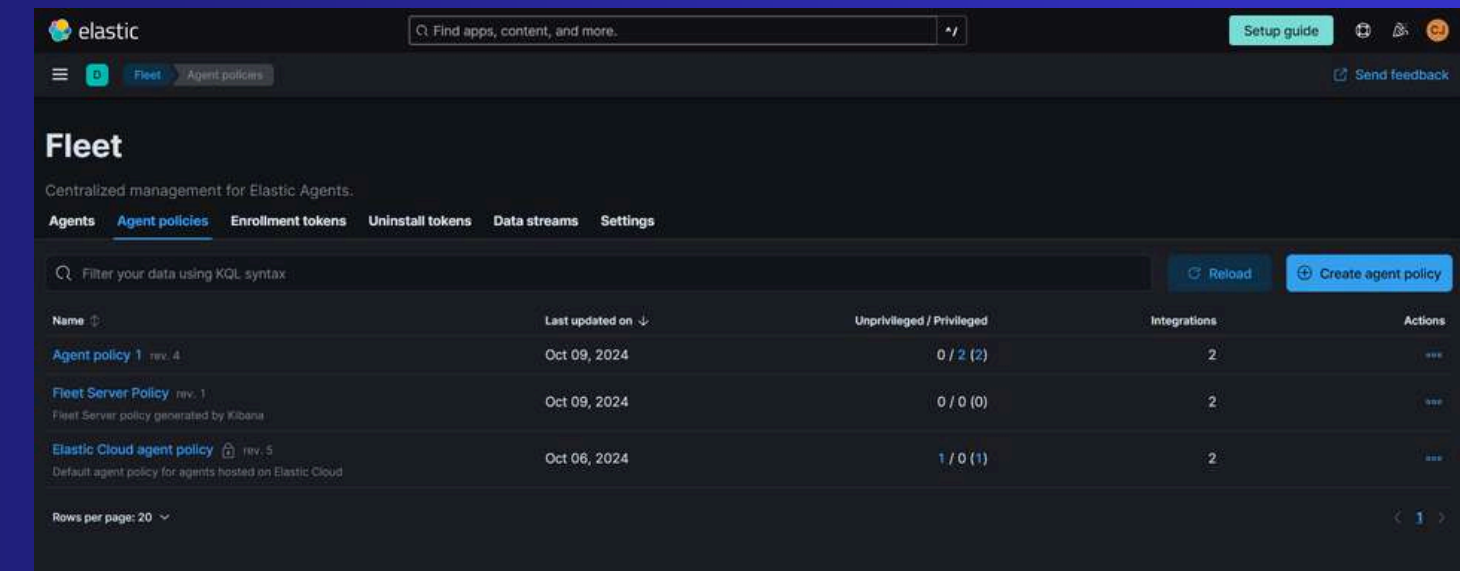 elastic
Find apps, content, and more.
^/
Setup guide
CJ
D
Fleet
Agent policies
Send feedback
Fleet
Centralized management for Elastic Agents.
Agents Agent policies Enrollment tokens Uninstall tokens Data streams Settings
Filter your data using KQL syntax
Reload
Create agent policy
Name Last updated on Unprivileged / Privileged Integrations Actions
Agent policy 1 rev. 4 Oct 09, 2024 0 / 2 (2) 2
Fleet Server Policy rev. 1 Oct 09, 2024 0 / 0 (0) 2
Fleet Server policy generated by Kibana
Elastic Cloud agent policy rev. 5 Oct 06, 2024 1 / 0 (1) 2
Default agent policy for agents hosted on Elastic Cloud
Rows per page: 20
< 1 >